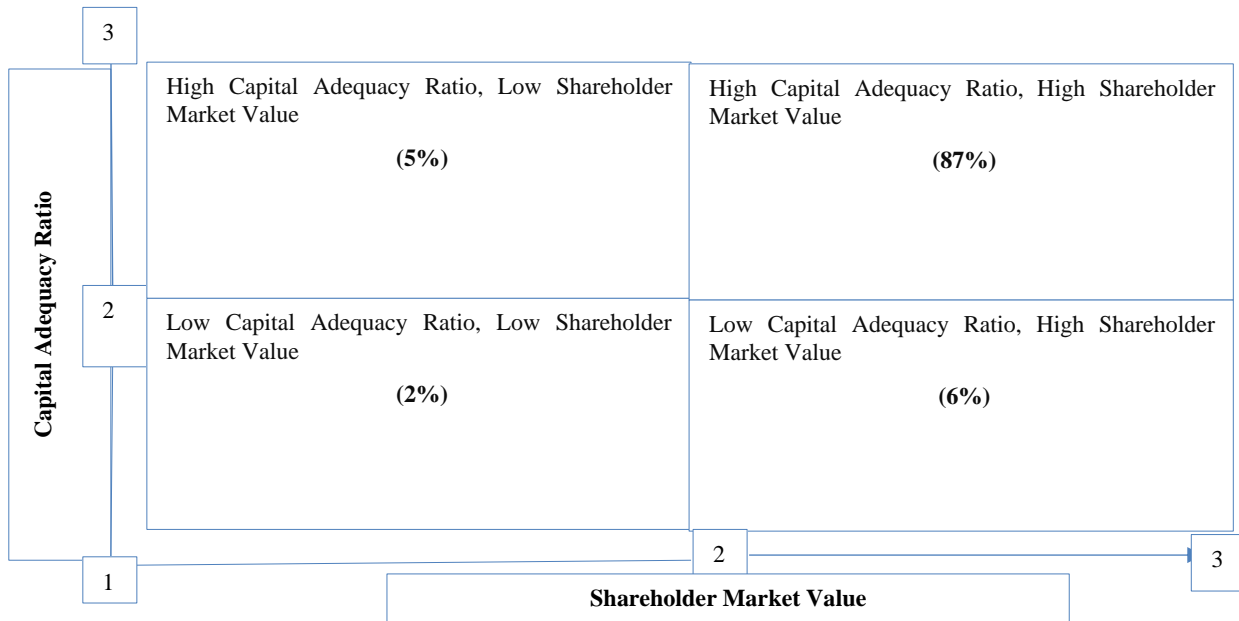 3
High Capital Adequacy Ratio, Low Shareholder
Market Value
(5%)
High Capital Adequacy Ratio, High Shareholder
Market Value
(87%)
Capital Adequacy Ratio
2
Low Capital Adequacy Ratio, Low Shareholder
Market Value
(2%)
Low Capital Adequacy Ratio, High Shareholder
Market Value
(6%)
1
2
3
Shareholder Market Value